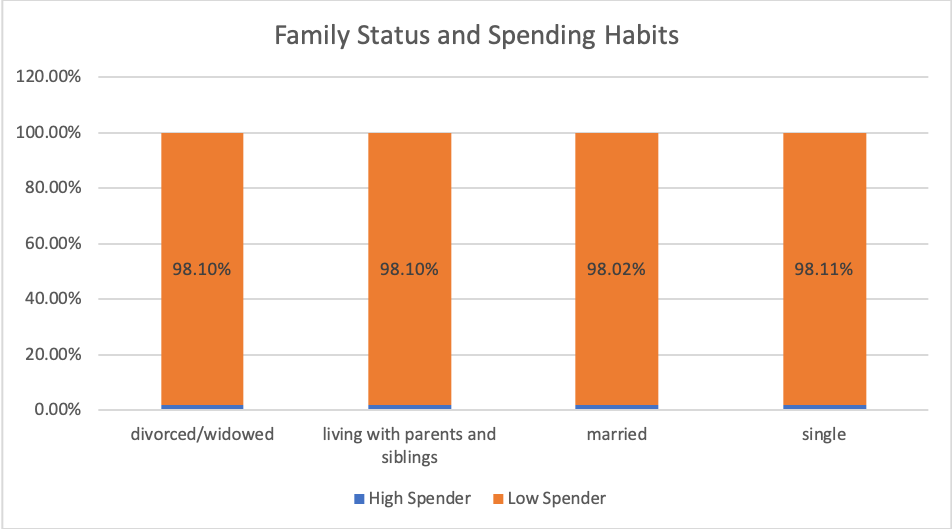 Family Status and Spending Habits
120.00%
100.00%
80.00%
60.00%
40.00%
20.00%
0.00%
98.10%
98.10%
98.02%
98.11%
divorced/widowed
living with parents and
siblings
married
single
High Spender
Low Spender